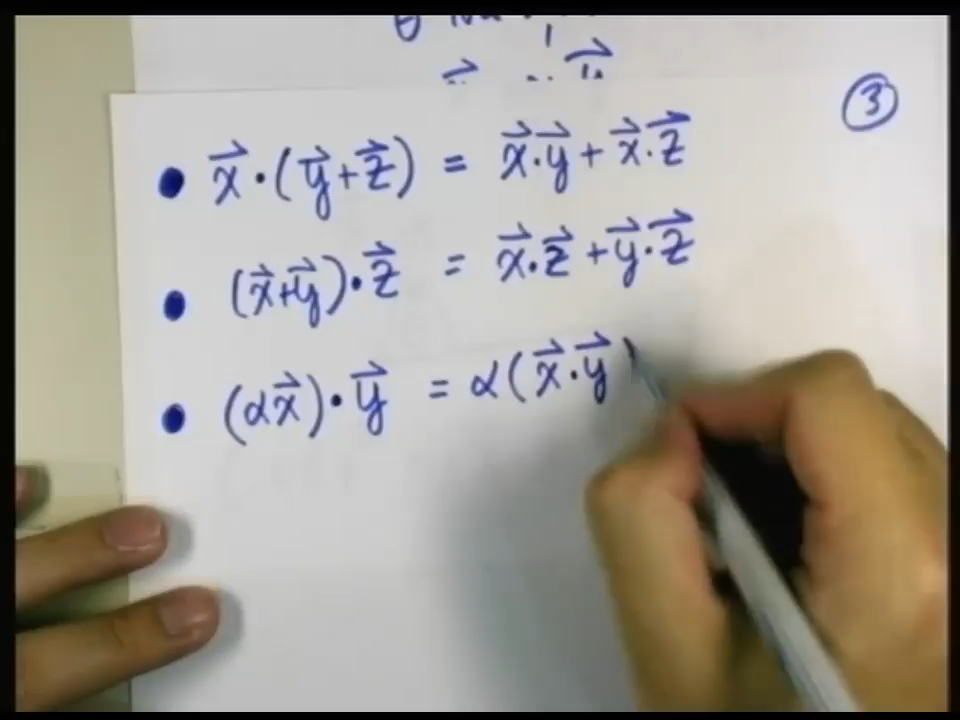 ③
• x⃗·(y⃗+z⃗) = x⃗·y⃗ + x⃗·z⃗
• (x⃗+y⃗)·z⃗ = x⃗·z⃗ + y⃗·z⃗
• (αx⃗)·y⃗ = α(x⃗·y⃗)